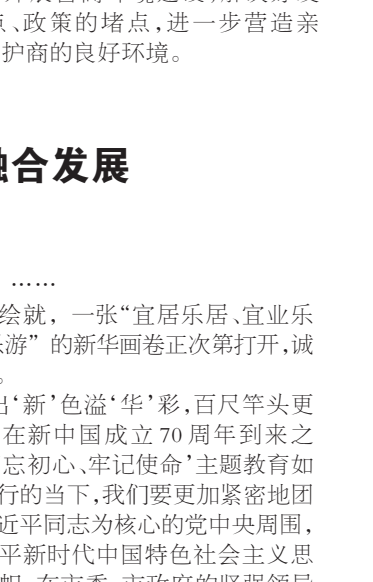 点、政策的堵点,进一步营造亲
护商的良好环境。
融合发展
……
绘就，一张“宜居乐居、宜业乐
乐游”的新华画卷正次第打开,诚
。
出‘新’色溢‘华’彩,百尺竿头更
在新中国成立70周年到来之
忘初心、牢记使命’主题教育如
行的当下,我们要更加紧密地团
近平同志为核心的党中央周围,
平新时代中国特色社会主义思